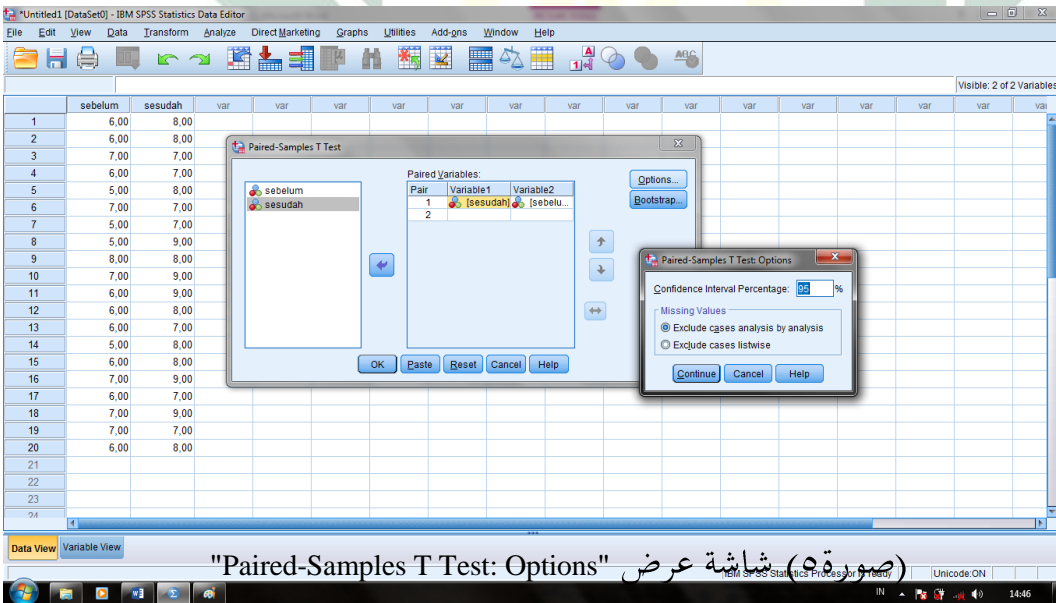 *Untitled1 [DataSet0] - IBM SPSS Statistics Data Editor
File Edit View Data Transform Analyze Direct Marketing Graphs Utilities Add-ons Window Help
Visible: 2 of 2 Variables
sebelum sesudah var var var var var var var var var var var var var var var
1 6,00 8,00
2 6,00 8,00
3 7,00 7,00
4 6,00 7,00
5 5,00 8,00
6 7,00 7,00
7 5,00 7,00
8 5,00 9,00
9 8,00 8,00
10 7,00 9,00
11 6,00 9,00
12 6,00 8,00
13 6,00 7,00
14 5,00 8,00
15 6,00 8,00
16 7,00 9,00
17 6,00 7,00
18 7,00 9,00
19 7,00 7,00
20 6,00 8,00
21
22
23
24
Paired-Samples T Test
sebelum
sesudah
Paired Variables:
Pair Variable1 Variable2
1 [sesudah] [sebelu...
2
Options...
Bootstrap...
OK Paste Reset Cancel Help
Paired-Samples T Test: Options
Confidence Interval Percentage: 95 %
Missing Values
Exclude cases analysis by analysis
Exclude cases listwise
Continue Cancel Help
Data View Variable View
(صورة٥) شاشة عرض "Paired-Samples T Test: Options"
IBM SPSS Statistics Processor is ready Unicode:ON
IN 14:46